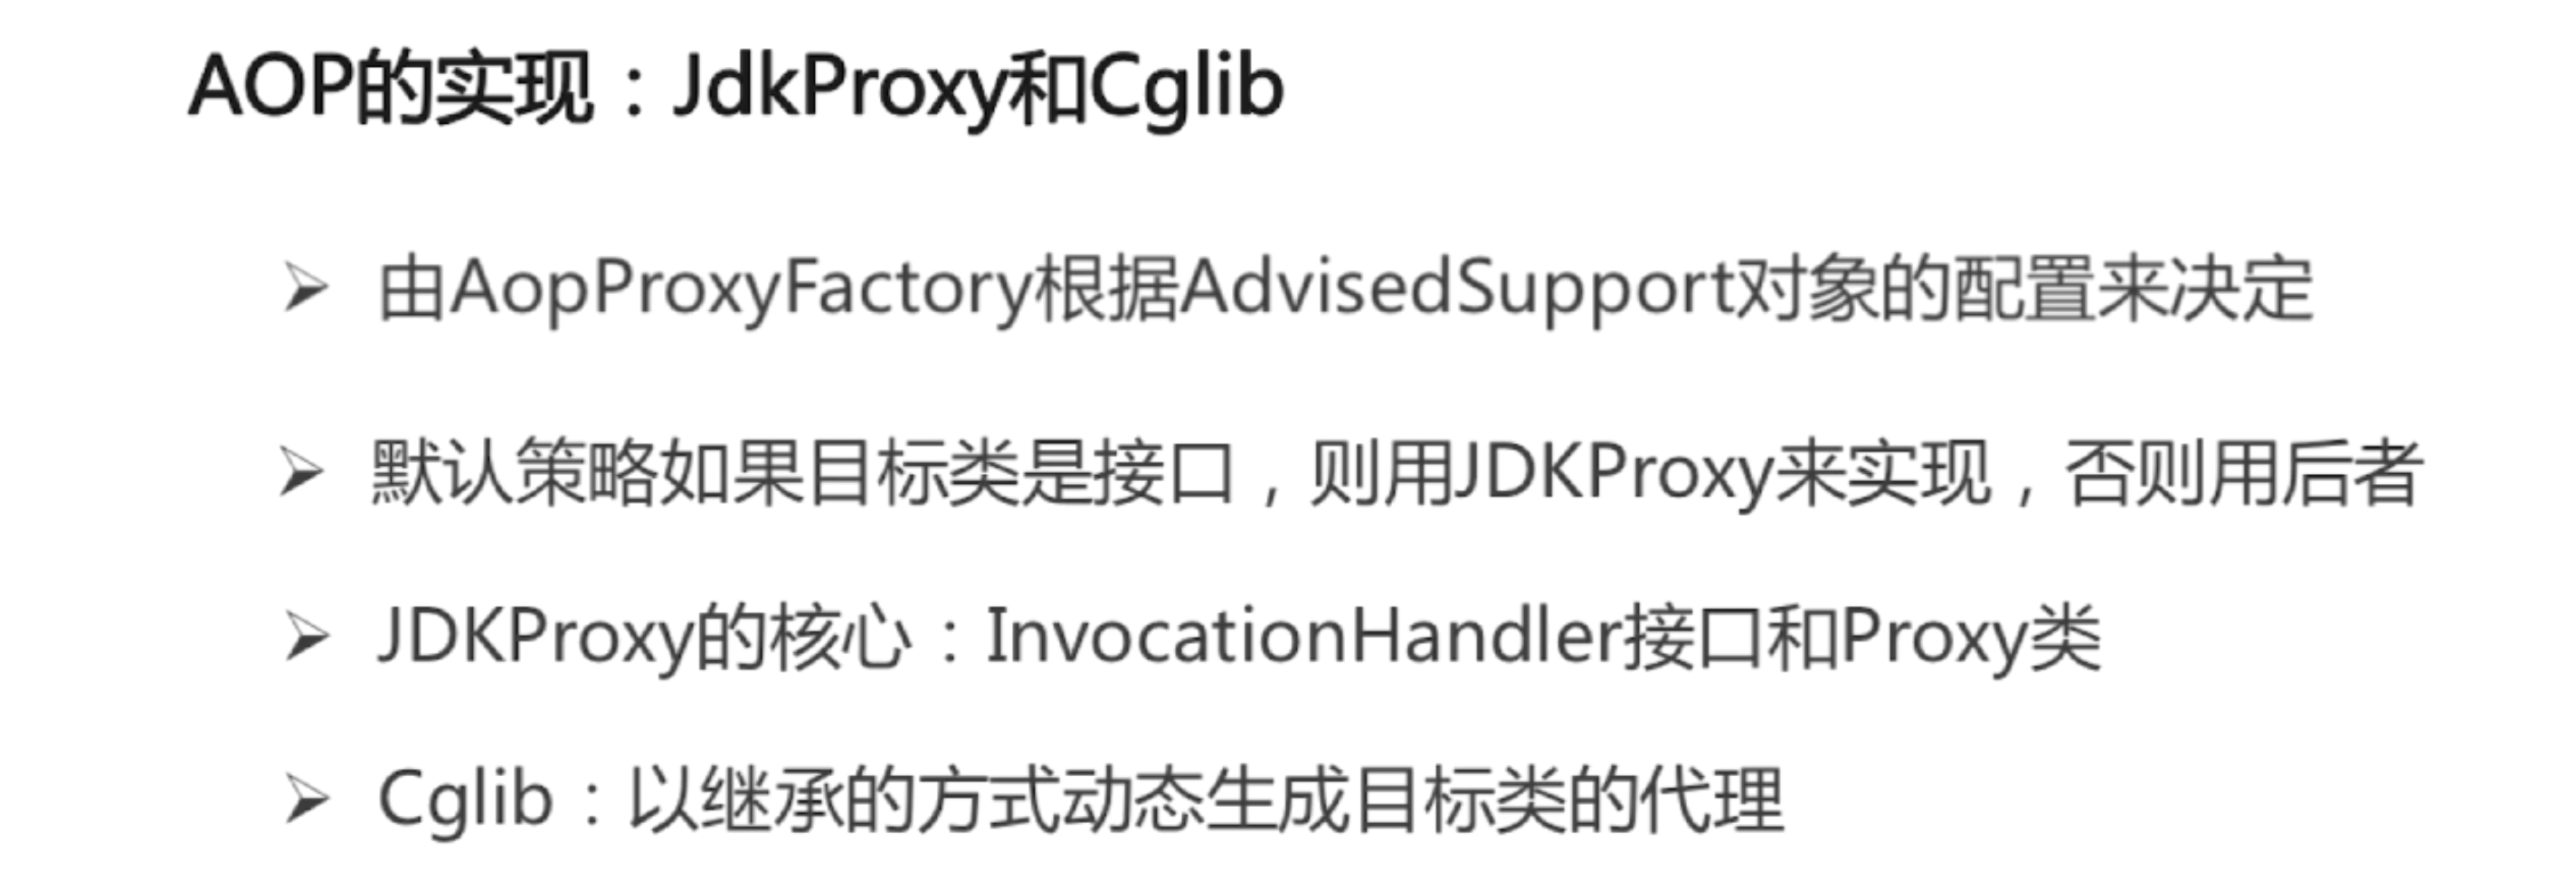 AOP的实现：JdkProxy和Cglib
由AopProxyFactory根据AdvisedSupport对象的配置来决定
默认策略如果目标类是接口，则用JDKProxy来实现，否则用后者
JDKProxy的核心：InvocationHandler接口和Proxy类
Cglib：以继承的方式动态生成目标类的代理